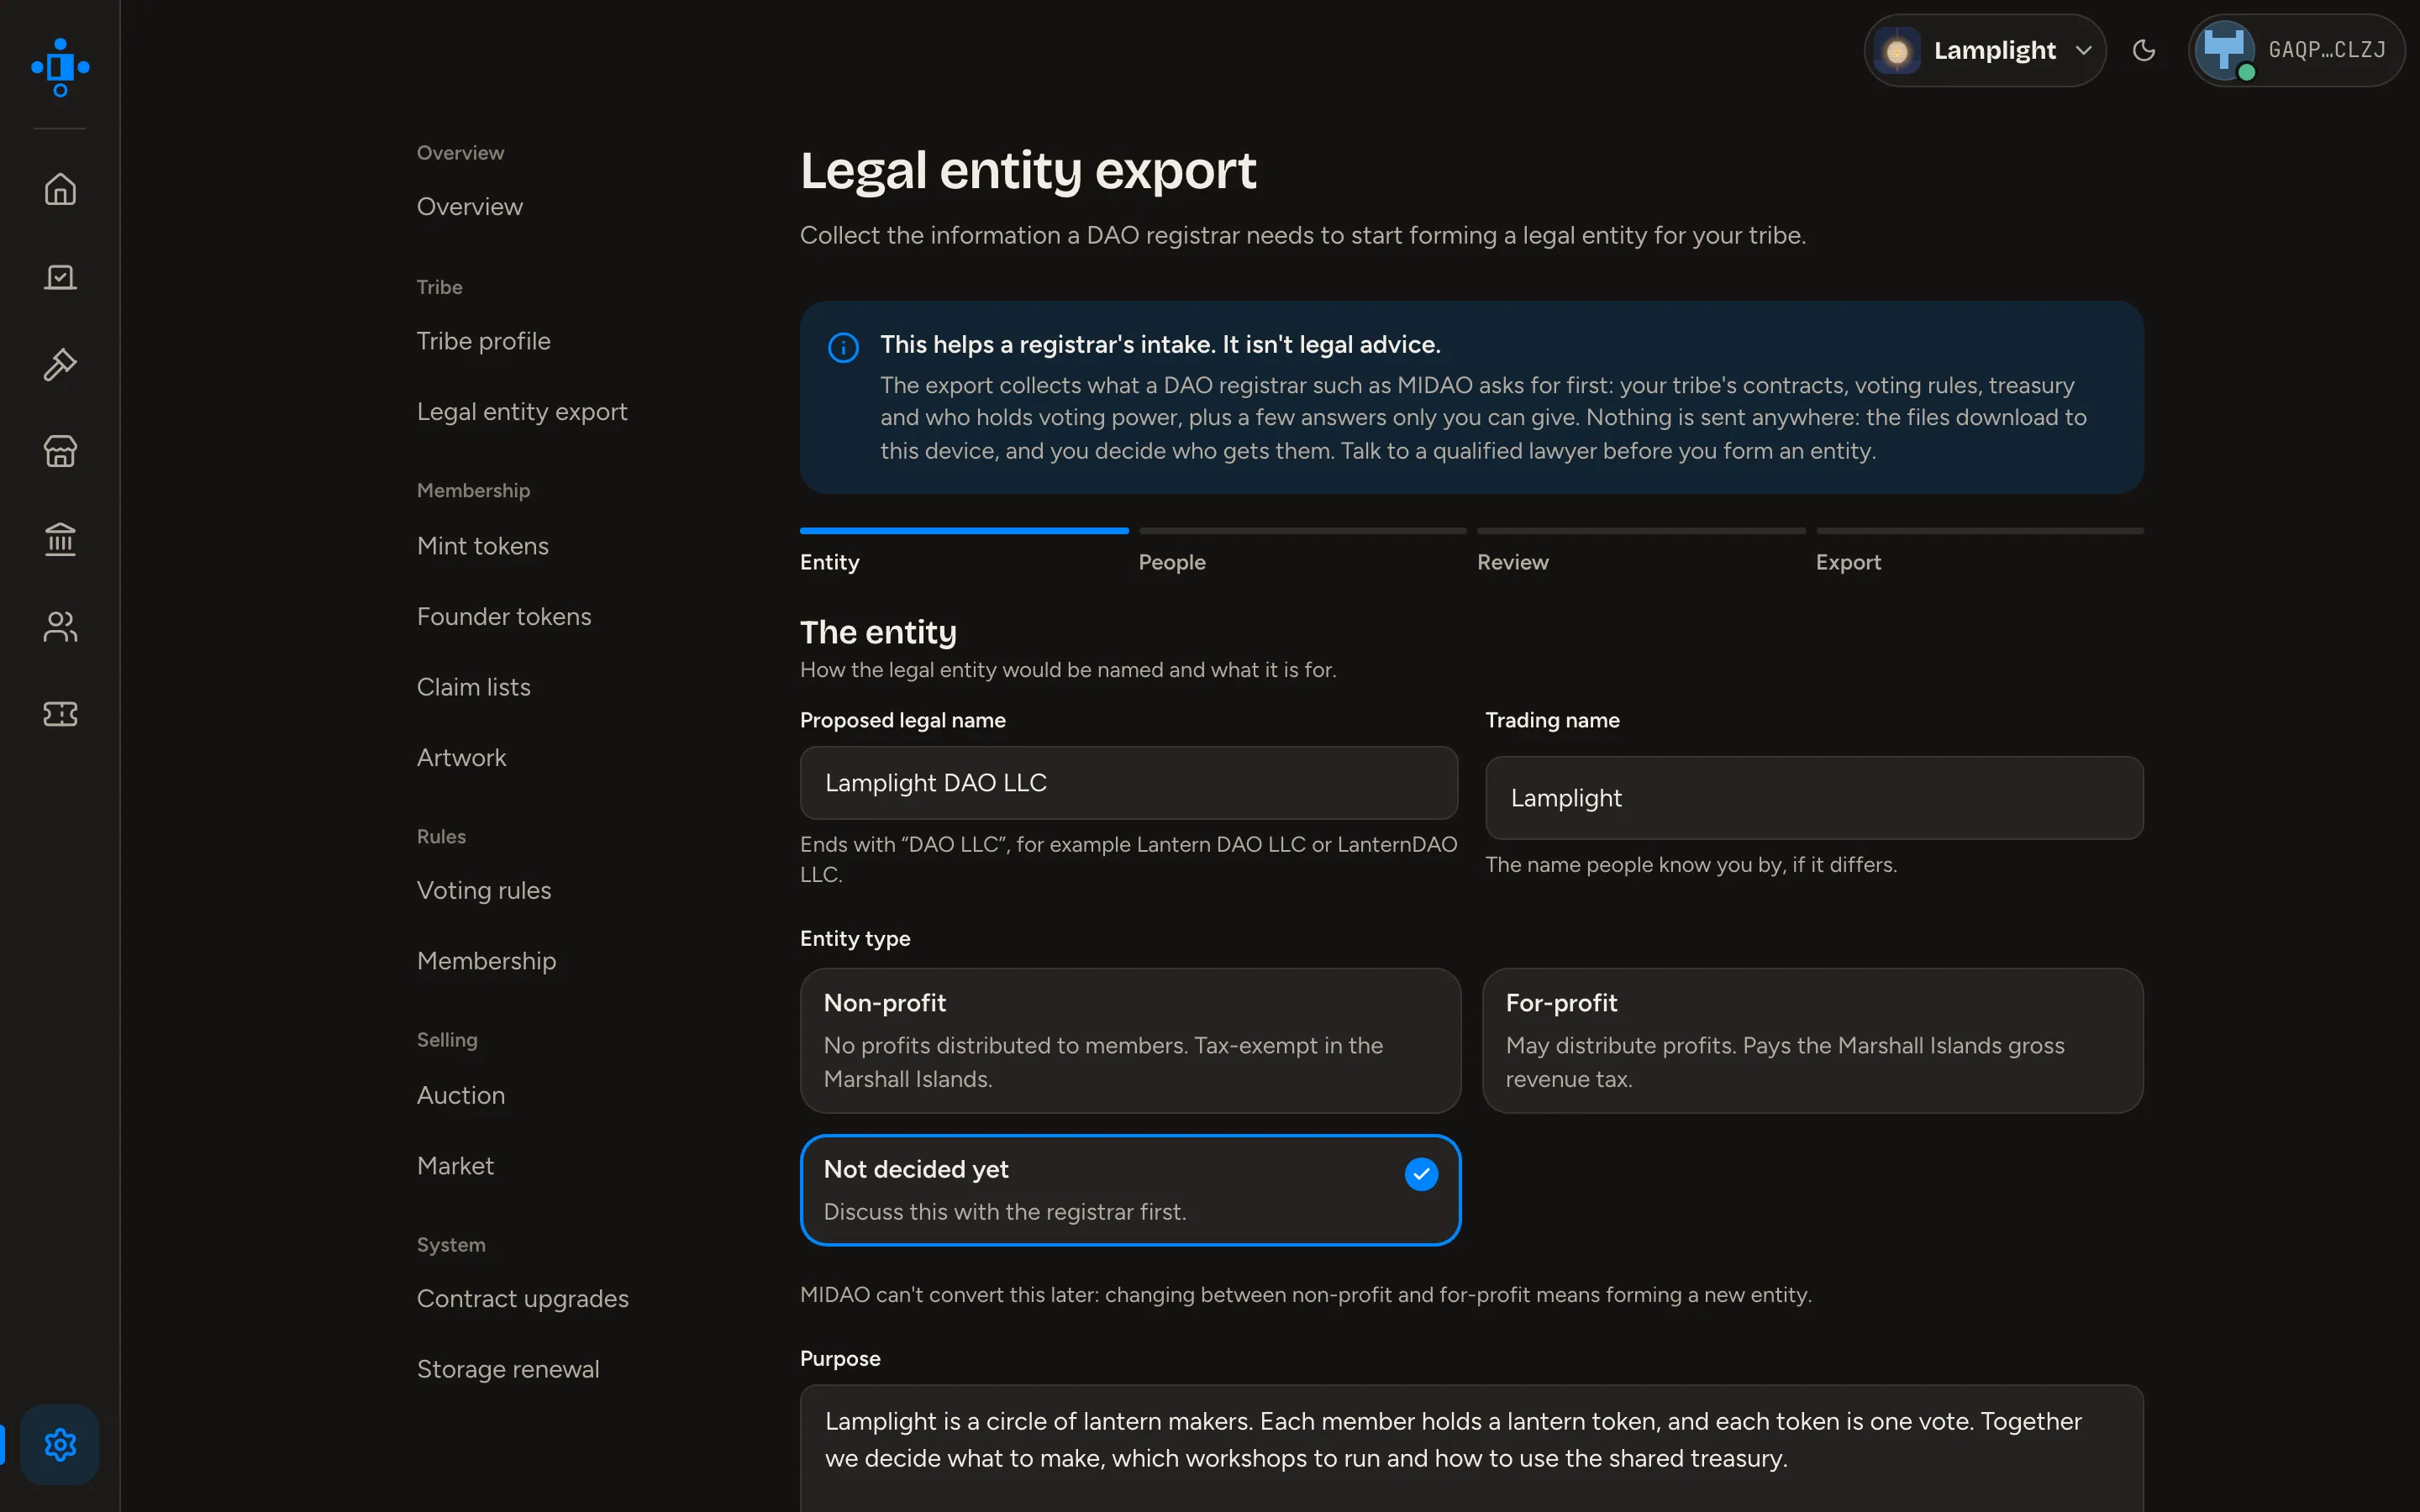 Lamplight
GAQP...CLZJ
Overview
Overview
Tribe
Tribe profile
Legal entity export
Membership
Mint tokens
Founder tokens
Claim lists
Artwork
Rules
Voting rules
Membership
Selling
Auction
Market
System
Contract upgrades
Storage renewal
Legal entity export
Collect the information a DAO registrar needs to start forming a legal entity for your tribe.
This helps a registrar's intake. It isn't legal advice.
The export collects what a DAO registrar such as MIDAO asks for first: your tribe's contracts, voting rules, treasury
and who holds voting power, plus a few answers only you can give. Nothing is sent anywhere: the files download to
this device, and you decide who gets them. Talk to a qualified lawyer before you form an entity.
Entity
People
Review
Export
The entity
How the legal entity would be named and what it is for.
Proposed legal name
Lamplight DAO LLC
Ends with “DAO LLC”, for example Lantern DAO LLC or LanternDAO
LLC.
Trading name
Lamplight
The name people know you by, if it differs.
Entity type
Non-profit
No profits distributed to members. Tax-exempt in the
Marshall Islands.
For-profit
May distribute profits. Pays the Marshall Islands gross
revenue tax.
Not decided yet
Discuss this with the registrar first.
MIDAO can't convert this later: changing between non-profit and for-profit means forming a new entity.
Purpose
Lamplight is a circle of lantern makers. Each member holds a lantern token, and each token is one vote. Together
we decide what to make, which workshops to run and how to use the shared treasury.